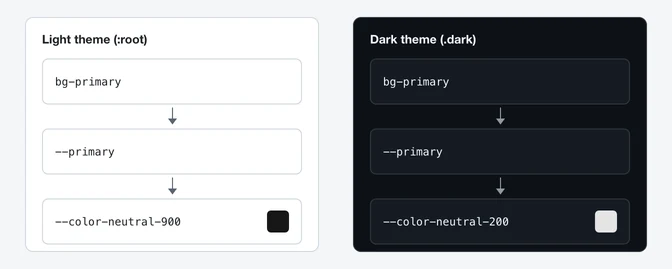 Light theme (:root)
bg-primary
--primary
--color-neutral-900
Dark theme (.dark)
bg-primary
--primary
--color-neutral-200